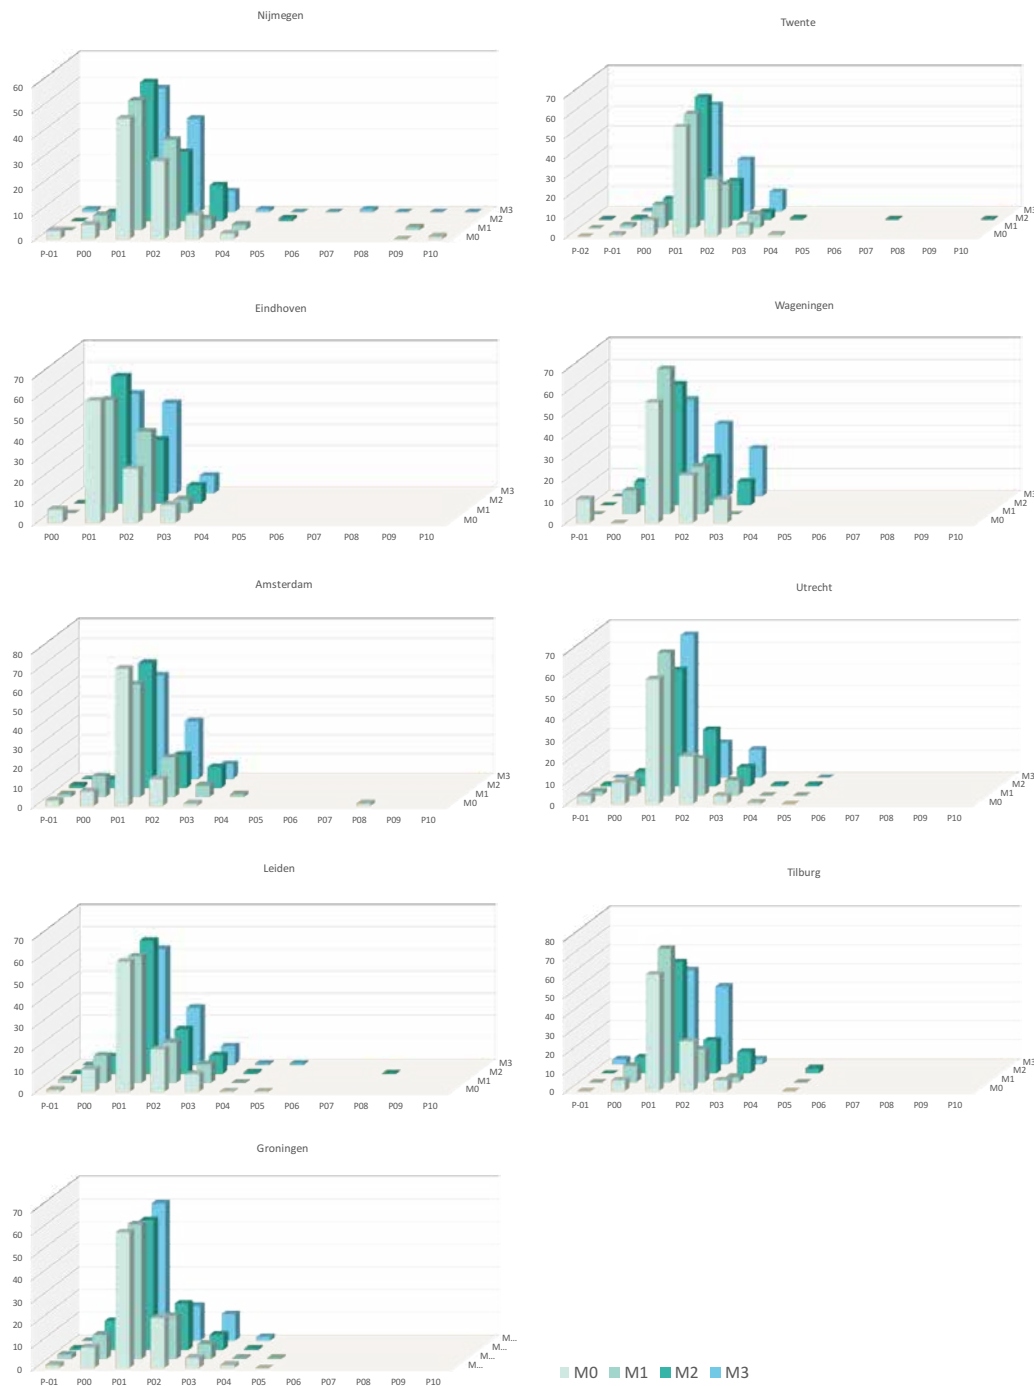 Nijmegen
60
50
40
30
20
10
0
M3
M2
M1
M0
P-01 P00 P01 P02 P03 P04 P05 P06 P07 P08 P09 P10
Twente
70
60
50
40
30
20
10
0
M3
M2
M1
M0
P-02 P-01 P00 P01 P02 P03 P04 P05 P06 P07 P08 P09 P10
Eindhoven
70
60
50
40
30
20
10
0
M3
M2
M1
M0
P00 P01 P02 P03 P04 P05 P06 P07 P08 P09 P10
Wageningen
70
60
50
40
30
20
10
0
M3
M2
M1
M0
P-01 P00 P01 P02 P03 P04 P05 P06 P07 P08 P09 P10
Amsterdam
80
70
60
50
40
30
20
10
0
M3
M2
M1
M0
P-01 P00 P01 P02 P03 P04 P05 P06 P07 P08 P09 P10
Utrecht
70
60
50
40
30
20
10
0
M3
M2
M1
M0
P-01 P00 P01 P02 P03 P04 P05 P06 P07 P08 P09 P10
Leiden
70
60
50
40
30
20
10
0
M3
M2
M1
M0
P-01 P00 P01 P02 P03 P04 P05 P06 P07 P08 P09 P10
Tilburg
80
70
60
50
40
30
20
10
0
M3
M2
M1
M0
P-01 P00 P01 P02 P03 P04 P05 P06 P07 P08 P09 P10
Groningen
70
60
50
40
30
20
10
0
M...
M...
M...
M...
P-01 P00 P01 P02 P03 P04 P05 P06 P07 P08 P09 P10
M0 M1 M2 M3